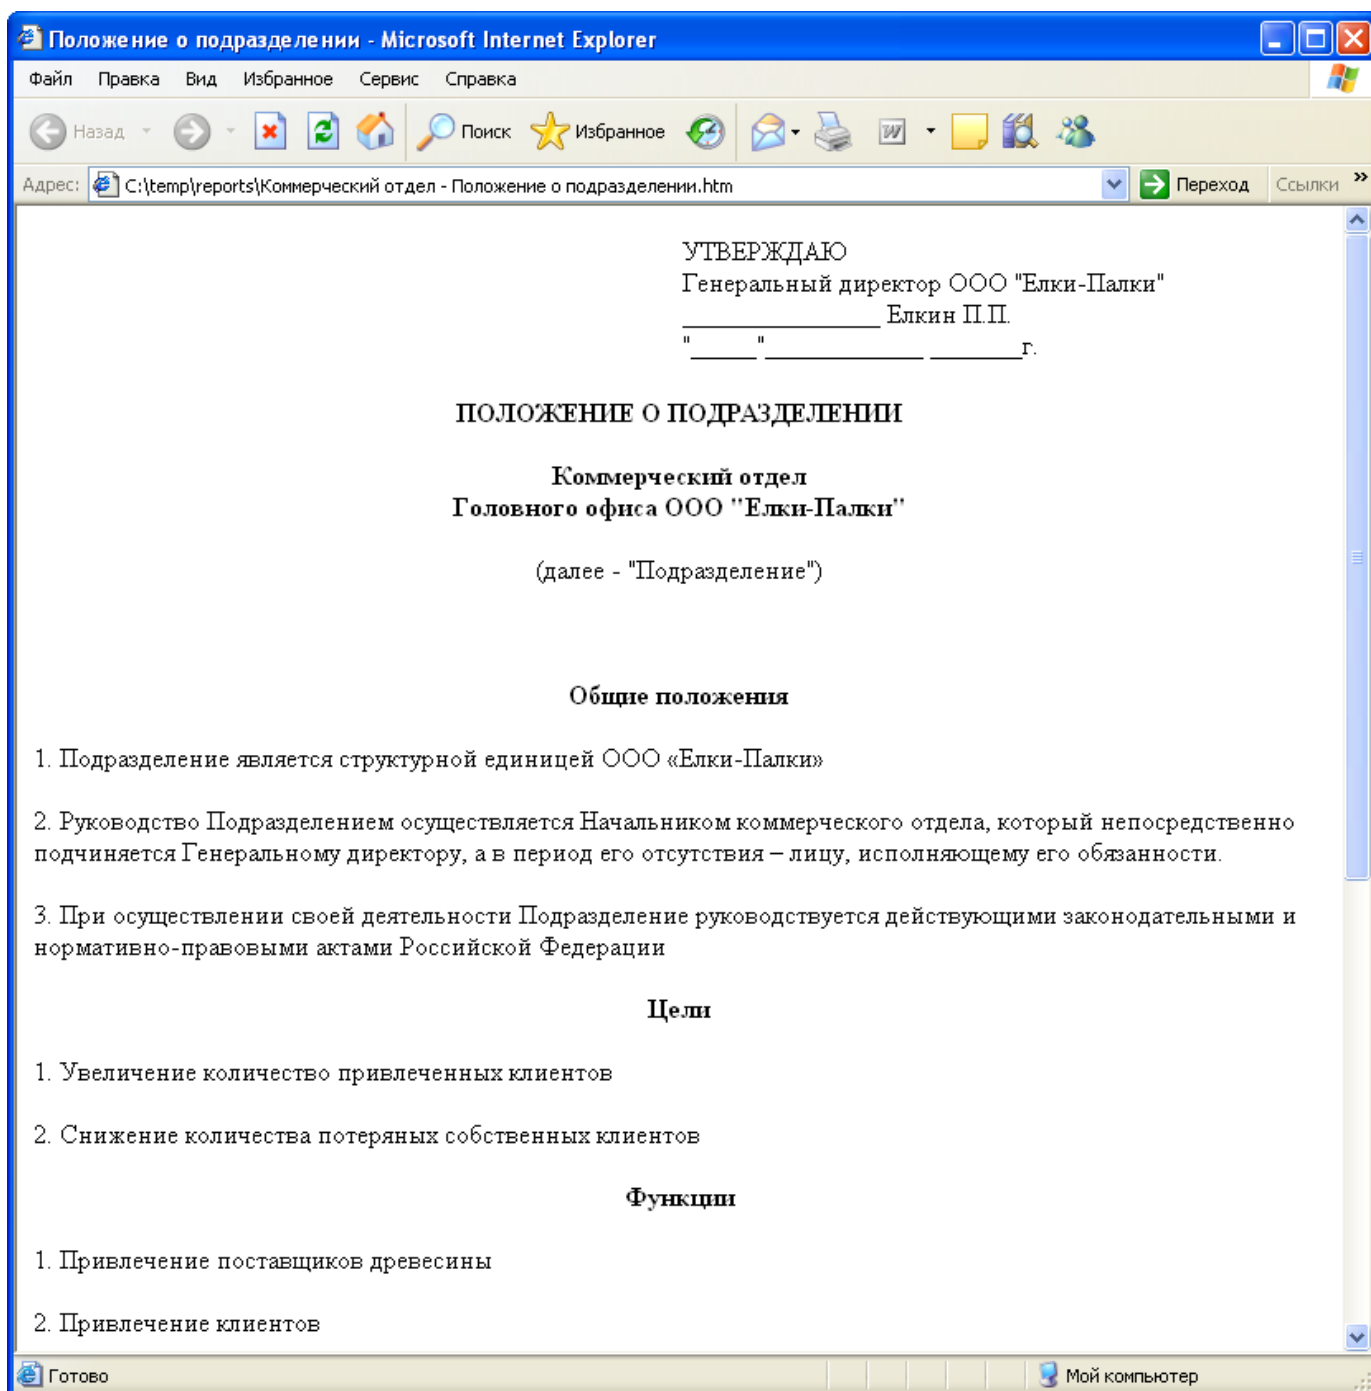 Положение о подразделении - Microsoft Internet Explorer
Файл Правка Вид Избранное Сервис Справка
Назад Поиск Избранное
Адрес: C:\temp\reports\Коммерческий отдел - Положение о подразделении.htm Переход Ссылки »
УТВЕРЖДАЮ
Генеральный директор ООО "Елки-Палки"
_______________ Елкин П.П.
"_____"____________ _______г.
ПОЛОЖЕНИЕ О ПОДРАЗДЕЛЕНИИ
Коммерческий отдел
Головного офиса ООО "Елки-Палки"
(далее - "Подразделение")
Общие положения
1. Подразделение является структурной единицей ООО «Елки-Палки»
2. Руководство Подразделением осуществляется Начальником коммерческого отдела, который непосредственно
подчиняется Генеральному директору, а в период его отсутствия – лицу, исполняющему его обязанности.
3. При осуществлении своей деятельности Подразделение руководствуется действующими законодательными и
нормативно-правовыми актами Российской Федерации
Цели
1. Увеличение количество привлеченных клиентов
2. Снижение количества потеряных собственных клиентов
Функции
1. Привлечение поставщиков древесины
2. Привлечение клиентов
Готово Мой компьютер